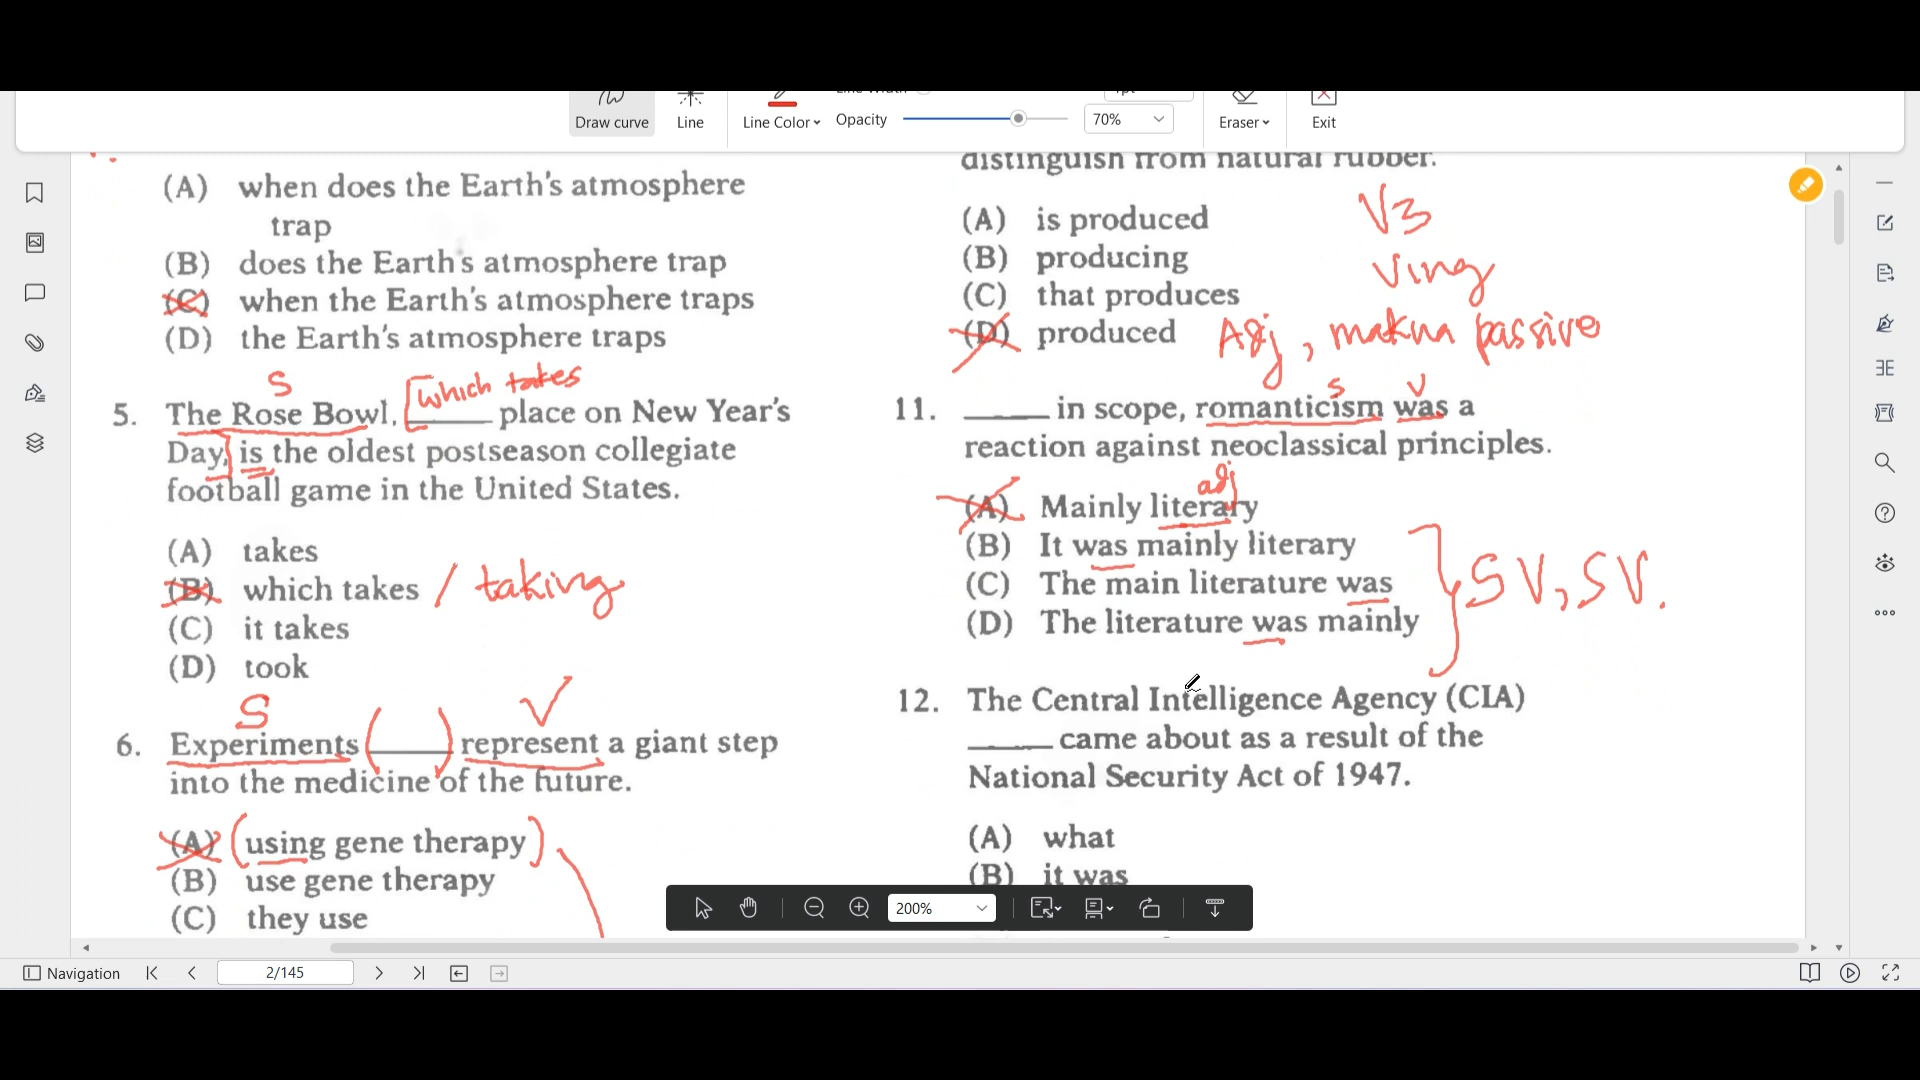 Draw curve
Line
Line Color
Opacity
70%
Eraser
Exit
(A) when does the Earth's atmosphere
trap
(B) does the Earth's atmosphere trap
(C) when the Earth's atmosphere traps
(D) the Earth's atmosphere traps
S
which takes
5. The Rose Bowl, ____ place on New Year's
Day, is the oldest postseason collegiate
football game in the United States.
(A) takes
(B) which takes / taking
(C) it takes
(D) took
S V
6. Experiments (____) represent a giant step
into the medicine of the future.
(A) (using gene therapy)
(B) use gene therapy
(C) they use
distinguish from natural rubber.
(A) is produced V3
(B) producing Ving
(C) that produces
(D) produced Adj, makna passive
S V
11. ____ in scope, romanticism was a
reaction against neoclassical principles.
adj
(A) Mainly literary
(B) It was mainly literary
(C) The main literature was
(D) The literature was mainly
} SV, SV.
12. The Central Intelligence Agency (CIA)
____ came about as a result of the
National Security Act of 1947.
(A) what
(B) it was
200%
Navigation
2/145